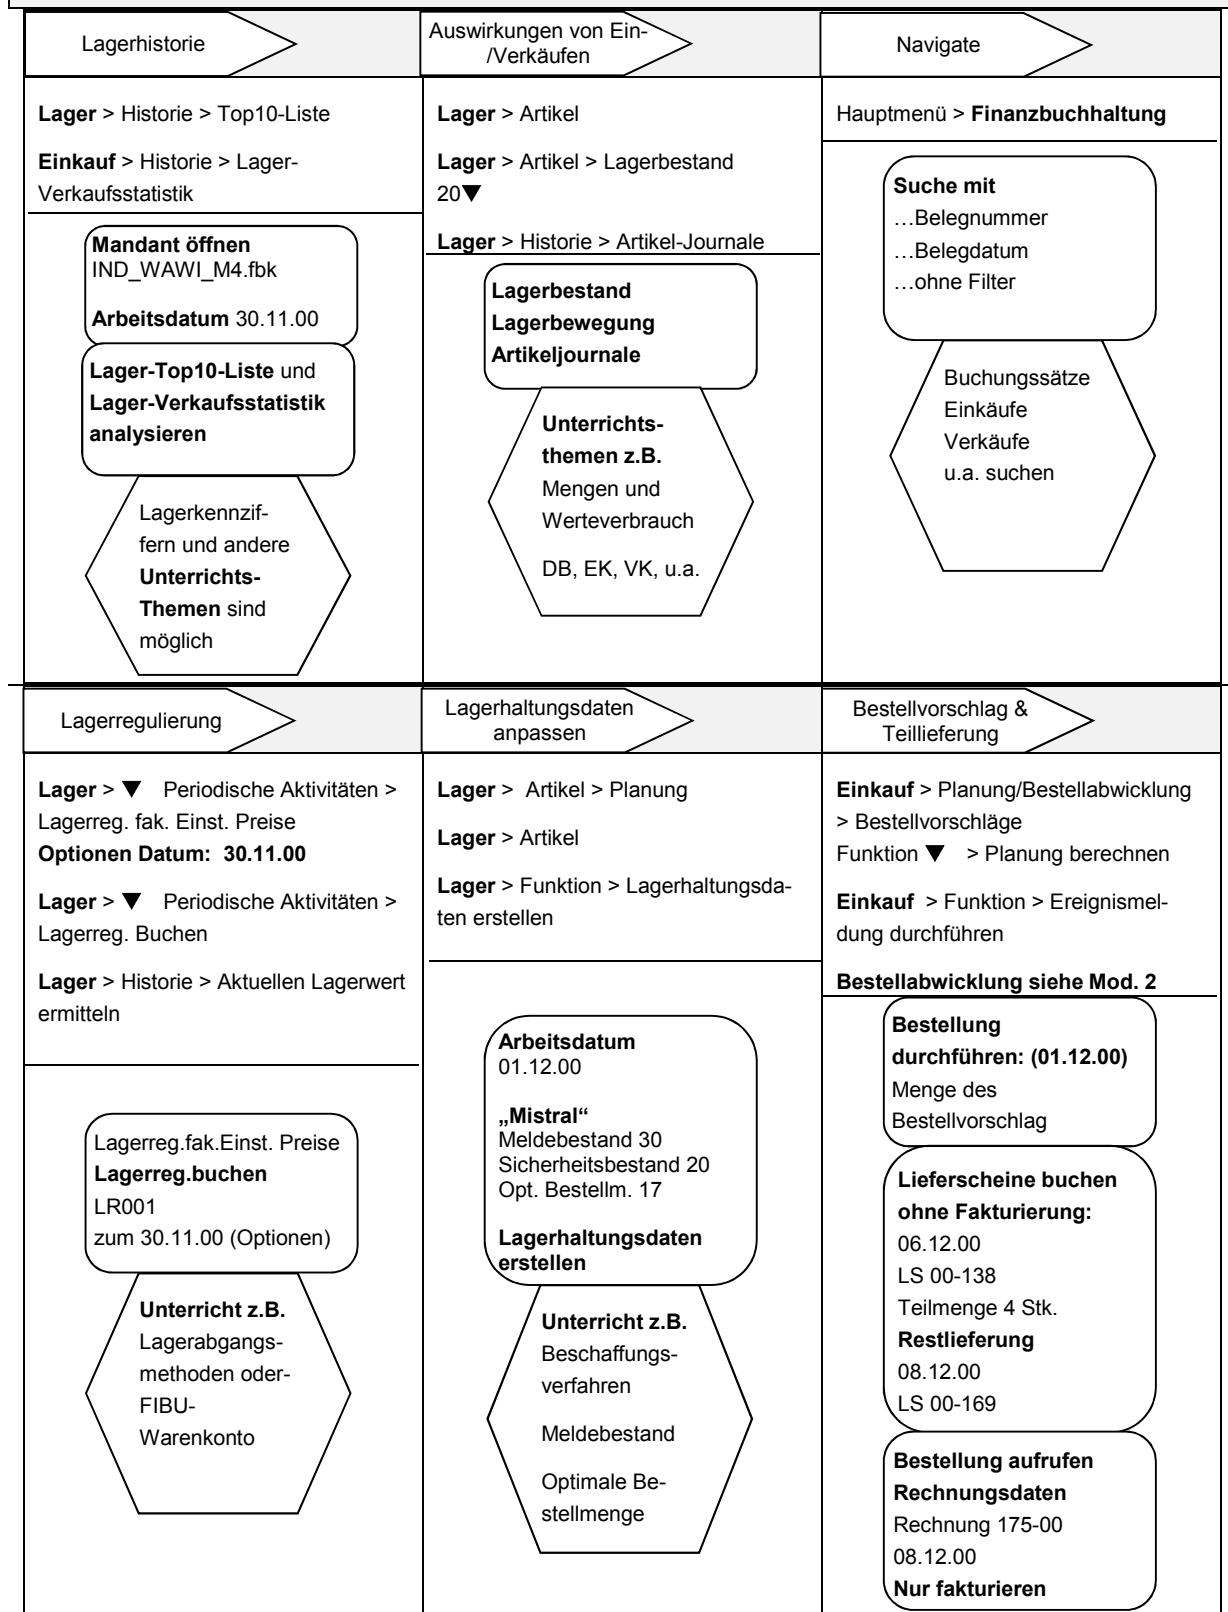 Lagerhistorie
Lager > Historie > Top10-Liste
Einkauf > Historie > Lager-
Verkaufsstatistik
Mandant öffnen
IND_WAWI_M4.fbk
Arbeitsdatum 30.11.00
Lager-Top10-Liste und
Lager-Verkaufsstatistik
analysieren
Lagerkennzif-
fern und andere
Unterrichts-
Themen sind
möglich
Auswirkungen von Ein-
/Verkäufen
Lager > Artikel
Lager > Artikel > Lagerbestand
20▼
Lager > Historie > Artikel-Journale
Lagerbestand
Lagerbewegung
Artikeljournale
Unterrichts-
themen z.B.
Mengen und
Werteverbrauch
DB, EK, VK, u.a.
Navigate
Hauptmenü > Finanzbuchhaltung
Suche mit
…Belegnummer
…Belegdatum
…ohne Filter
Buchungssätze
Einkäufe
Verkäufe
u.a. suchen
Lagerregulierung
Lager > ▼ Periodische Aktivitäten >
Lagerreg. fak. Einst. Preise
Optionen Datum: 30.11.00
Lager > ▼ Periodische Aktivitäten >
Lagerreg. Buchen
Lager > Historie > Aktuellen Lagerwert
ermitteln
Lagerreg.fak.Einst. Preise
Lagerreg.buchen
LR001
zum 30.11.00 (Optionen)
Unterricht z.B.
Lagerabgangs-
methoden oder-
FIBU-
Warenkonto
Lagerhaltungsdaten
anpassen
Lager > Artikel > Planung
Lager > Artikel
Lager > Funktion > Lagerhaltungsda-
ten erstellen
Arbeitsdatum
01.12.00
„Mistral“
Meldebestand 30
Sicherheitsbestand 20
Opt. Bestellm. 17
Lagerhaltungsdaten
erstellen
Unterricht z.B.
Beschaffungs-
verfahren
Meldebestand
Optimale Be-
stellmenge
Bestellvorschlag &
Teillieferung
Einkauf > Planung/Bestellabwicklung
> Bestellvorschläge
Funktion ▼ > Planung berechnen
Einkauf > Funktion > Ereignismel-
dung durchführen
Bestellabwicklung siehe Mod. 2
Bestellung
durchführen: (01.12.00)
Menge des
Bestellvorschlag
Lieferscheine buchen
ohne Fakturierung:
06.12.00
LS 00-138
Teilmenge 4 Stk.
Restlieferung
08.12.00
LS 00-169
Bestellung aufrufen
Rechnungsdaten
Rechnung 175-00
08.12.00
Nur fakturieren